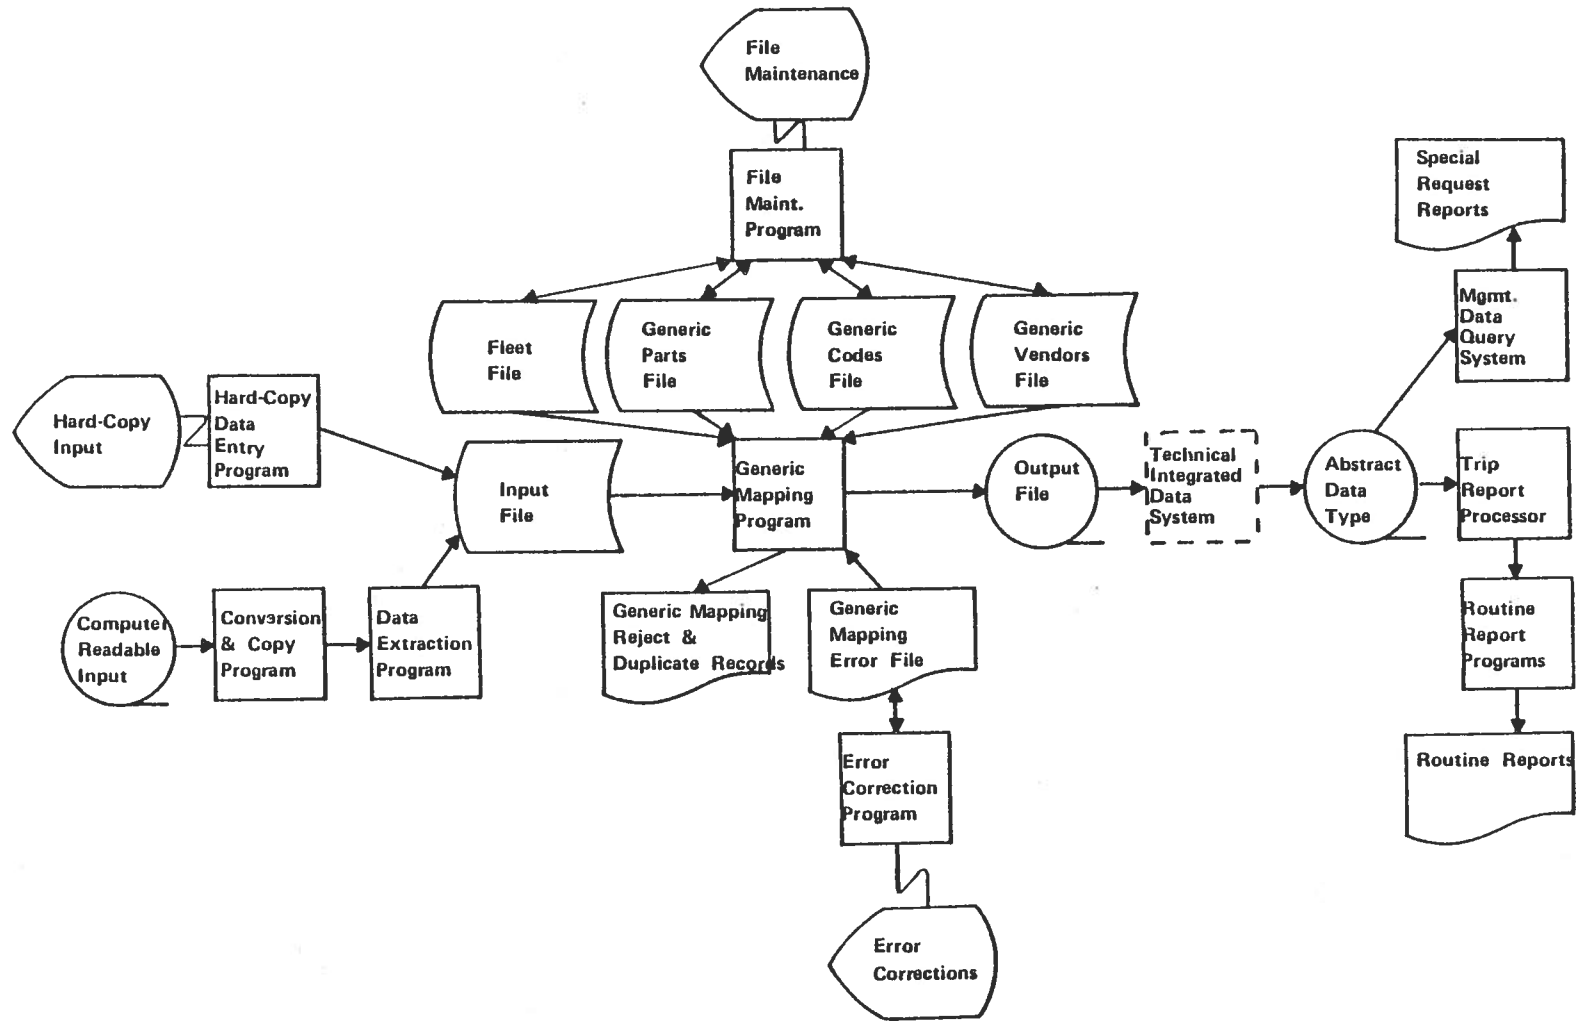 File
Maintenance
File
Maint.
Program
Special
Request
Reports
Mgmt.
Data
Query
System
Fleet
File
Generic
Parts
File
Generic
Codes
File
Generic
Vendors
File
Hard-Copy
Input
Hard-Copy
Data
Entry
Program
Input
File
Generic
Mapping
Program
Output
File
Technical
Integrated
Data
System
Abstract
Data
Type
Trip
Report
Processor
Computer
Readable
Input
Conversion
& Copy
Program
Data
Extraction
Program
Generic Mapping
Reject &
Duplicate Records
Generic
Mapping
Error File
Routine
Report
Programs
Error
Correction
Program
Routine Reports
Error
Corrections